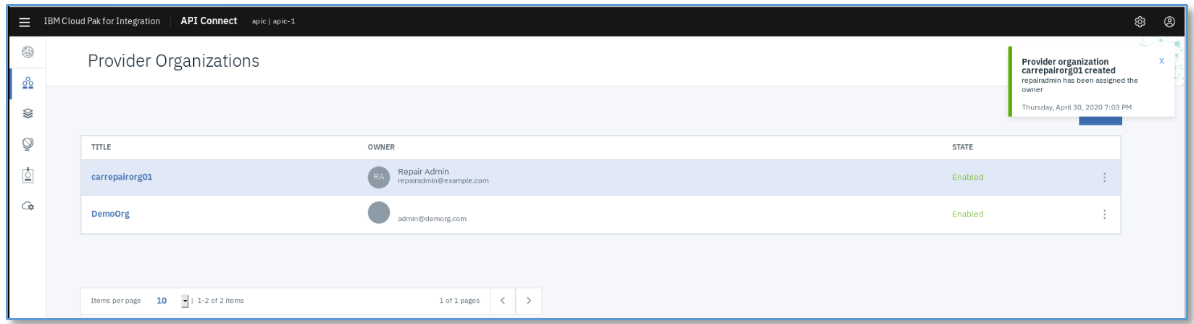 IBM Cloud Pak for Integration | API Connect apic | apic-1
Provider Organizations
Provider organization
carrepairorg01 created
X
repairadmin has been assigned the
owner
Thursday, April 30, 2020 7:03 PM
TITLE OWNER STATE
carrepairorg01 RA Repair Admin Enabled
repairadmin@example.com
DemoOrg admin@demorg.com Enabled
Items per page 10 | 1-2 of 2 items 1 of 1 pages < >